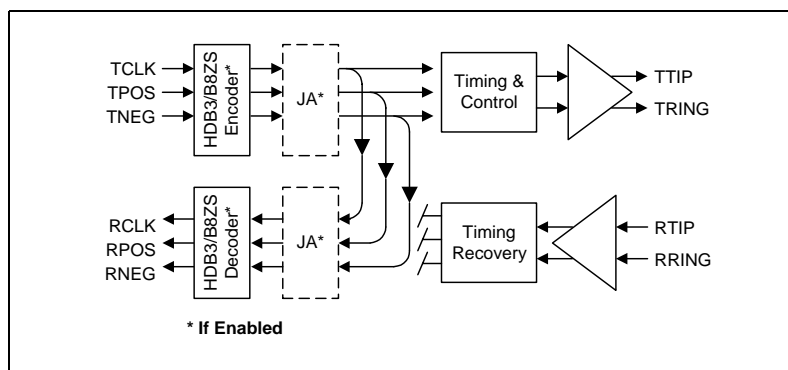 TCLK
TPOS
TNEG
HDB3/B8ZS
Encoder*
JA*
Timing &
Control
TTIP
TRING
RCLK
RPOS
RNEG
HDB3/B8ZS
Decoder*
JA*
Timing
Recovery
RTIP
RRING
* If Enabled